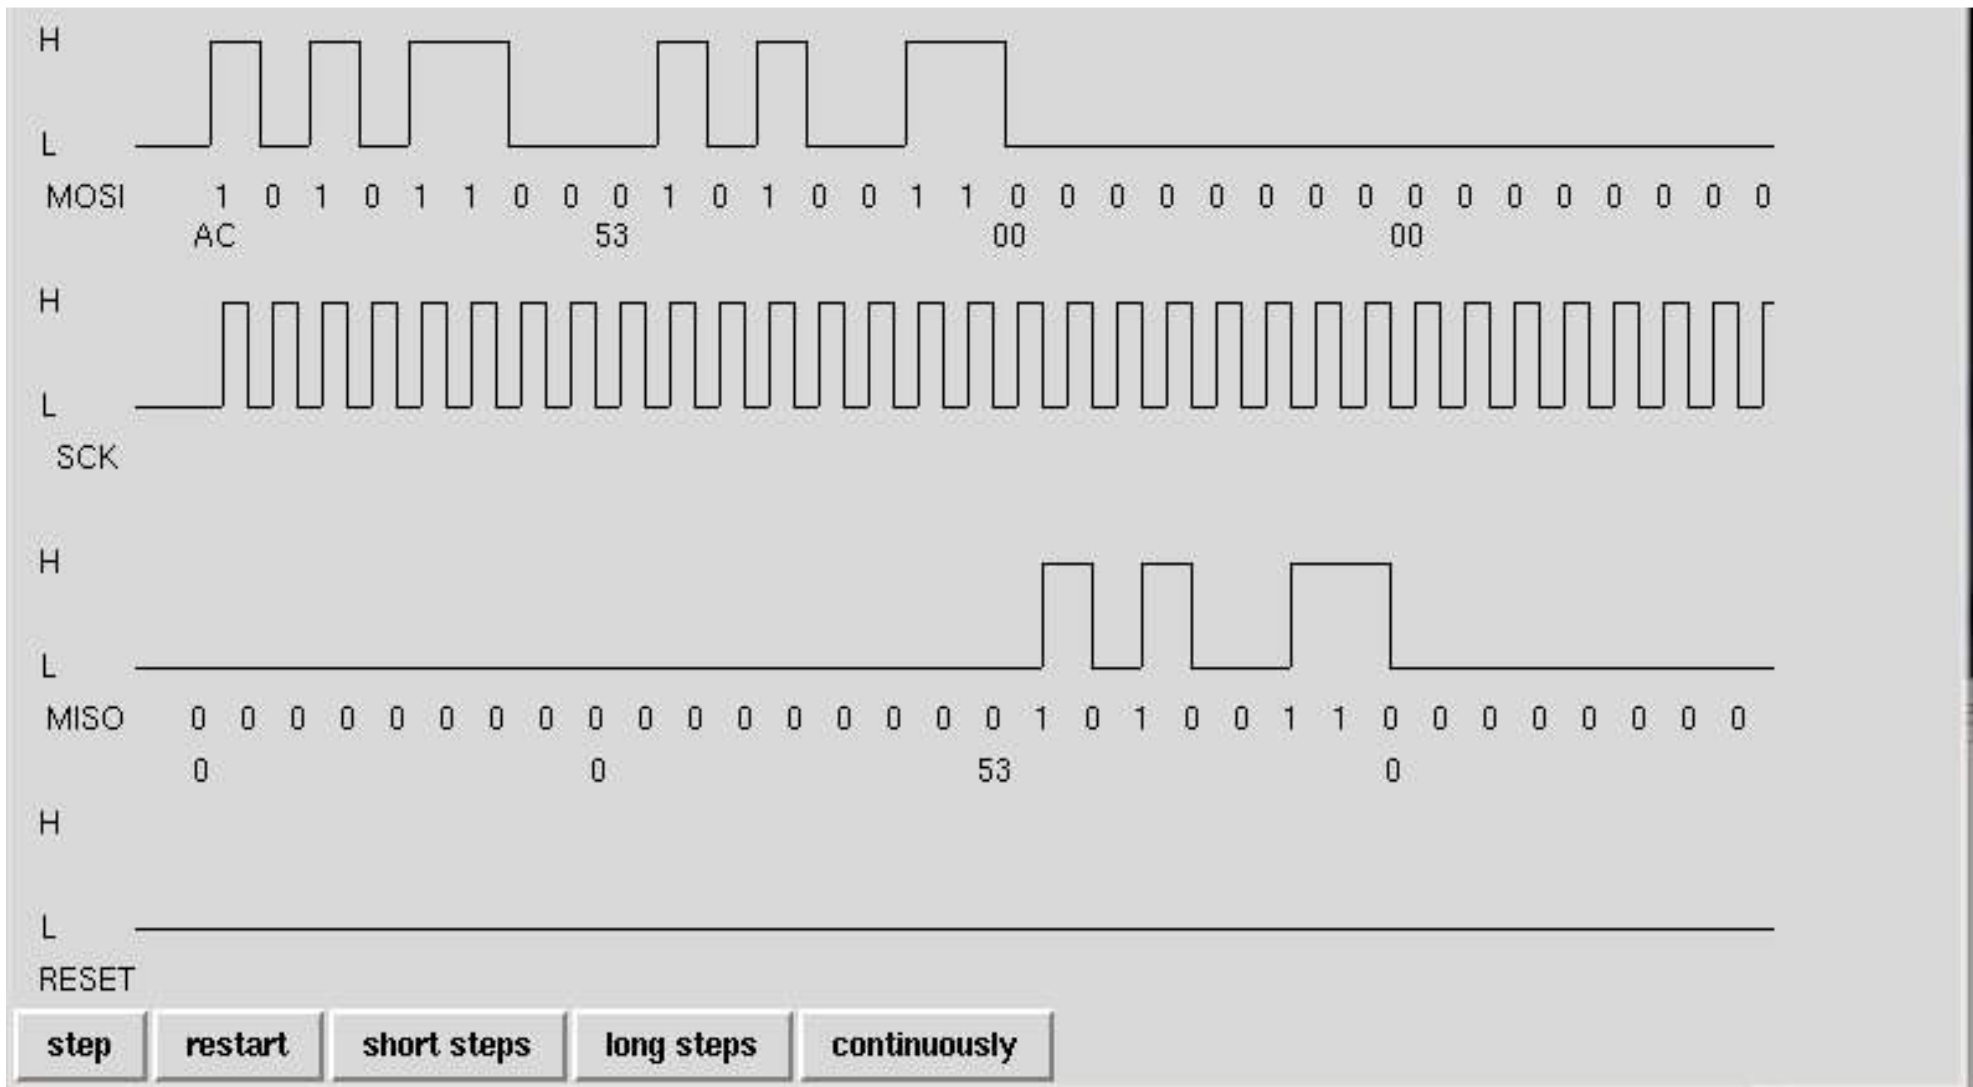 H
L
MOSI 1 0 1 0 1 1 0 0 0 1 0 1 0 0 1 1 0 0 0 0 0 0 0 0 0 0 0 0 0 0 0 0
AC 53 00 00
H
L
SCK
H
L
MISO 0 0 0 0 0 0 0 0 0 0 0 0 0 0 0 0 0 1 0 1 0 0 1 1 0 0 0 0 0 0 0 0
0 0 53 0
H
L
RESET
step restart short steps long steps continuously